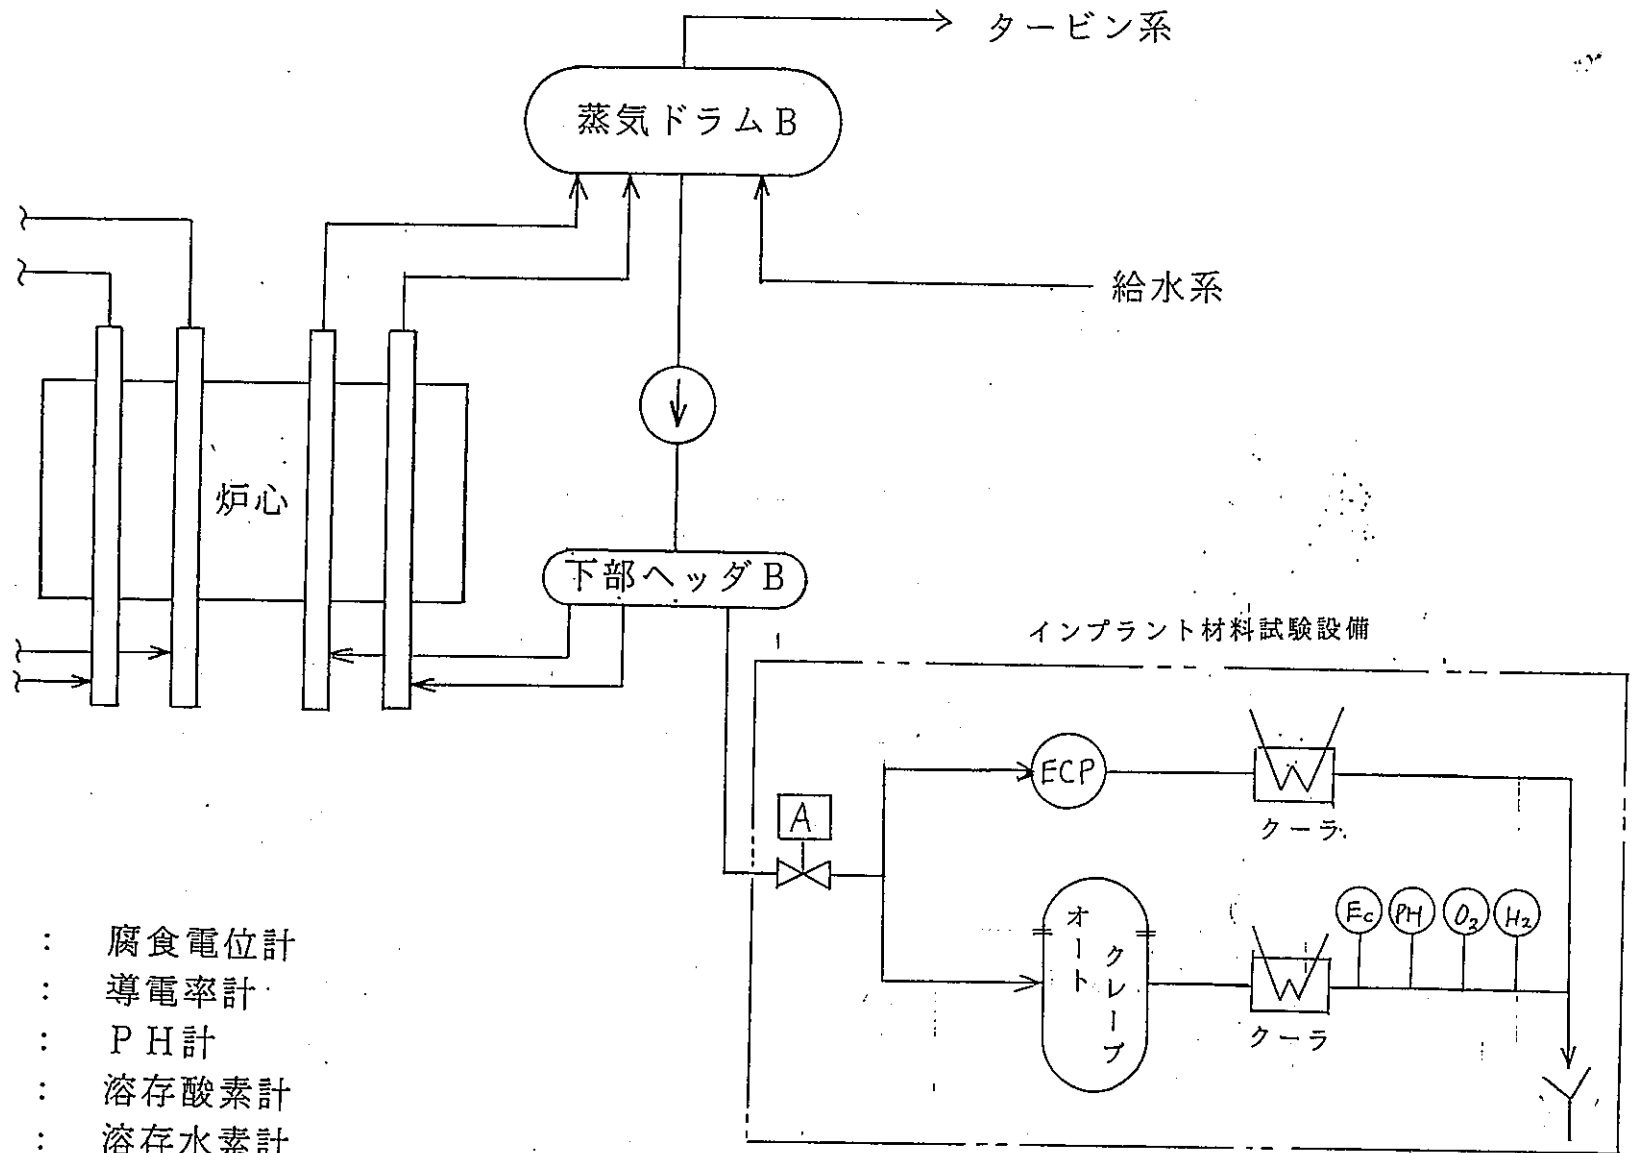 タービン系
蒸気ドラムB
給水系
炉心
下部ヘッダB
インプラント材料試験設備
ECP
クーラ
A
オートクレーブ
Ec
PH
O2
H2
クーラ
: 腐食電位計
: 導電率計
: PH計
: 溶存酸素計
: 溶存水素計